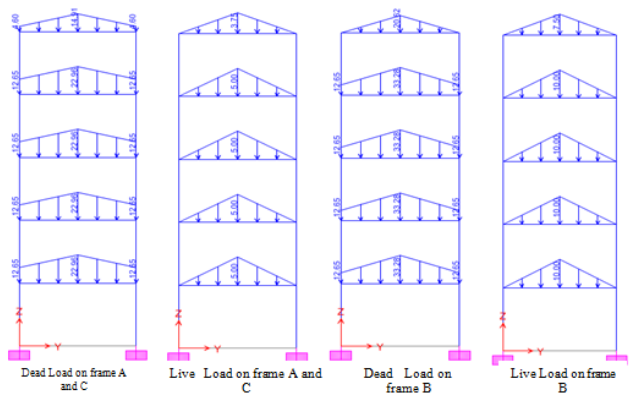 4.60 14.91 4.60
12.65 22.96 12.65
12.65 22.96 12.65
12.65 22.96 12.65
12.65 22.96 12.65
Z
Y
Dead Load on frame A
and C
3.75
5.00
5.00
5.00
5.00
Z
Y
Live Load on frame A and
C
20.62
12.65 33.28 12.65
12.65 33.28 12.65
12.65 33.28 12.65
12.65 33.28 12.65
Z
Y
Dead Load on
frame B
7.50
10.00
10.00
10.00
10.00
Z
Y
Live Load on frame
B